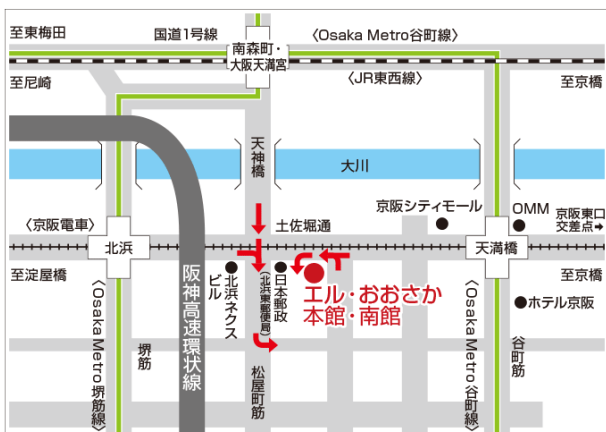 至東梅田
国道1号線
南森町・
大阪天満宮
〈Osaka Metro谷町線〉
至尼崎
〈JR東西線〉
至京橋
天神橋
大川
〈京阪電車〉
土佐堀通
京阪シティモール
OMM
京阪東口
交差点➔
北浜
天満橋
至淀屋橋
至京橋
阪神高速環状線
北浜ネクス
ビル
日本郵政
(北浜東郵便局)
エル・おおさか
本館・南館
ホテル京阪
〈Osaka Metro堺筋線〉
堺筋
松屋町筋
〈Osaka Metro谷町線〉
谷町筋